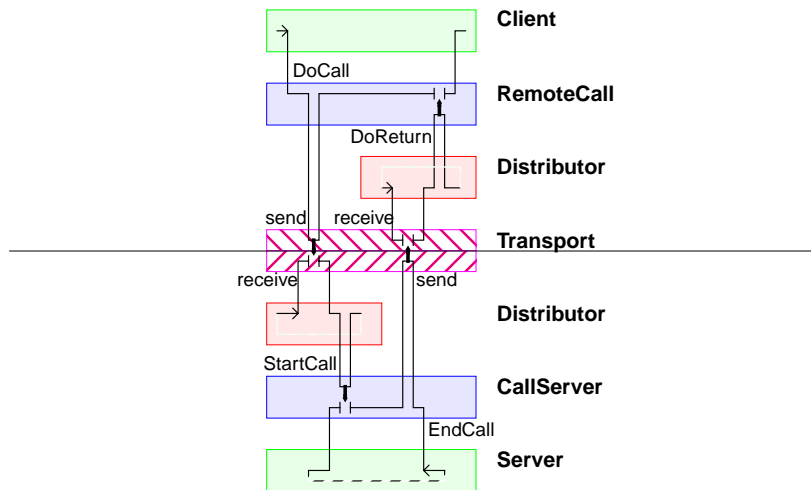 Client
DoCall
RemoteCall
DoReturn
Distributor
send receive
Transport
receive send
Distributor
StartCall
CallServer
EndCall
Server